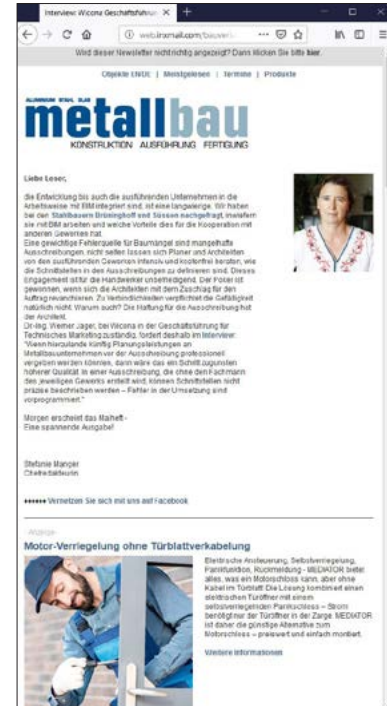 Interview: Wicona Geschäftsführun
web.inxmail.com/bauverl
Wird dieser Newsletter nicht richtig angezeigt? Dann klicken Sie bitte hier.
Objekte LIVDE | Meistgelesen | Termine | Produkte
ALUMINIUM STAHL GLAS
metallbau
KONSTRUKTION AUSFÜHRUNG FERTIGUNG
Liebe Leser,
die Entwicklung bis auch die ausführenden Unternehmen in die
Arbeitsweise mit BIM integriert sind, ist eine langwierige. Wir haben
bei den Stahlbauern Brüninghoff und Süssen nachgefragt, inwiefern
sie mit BIM arbeiten und welche Vorteile dies für die Kooperation mit
anderen Gewerken hat.
Eine gewichtige Fehlerquelle für Baumängel sind mangelhafte
Ausschreibungen, nicht selten lassen sich Planer und Architekten
von den ausführenden Gewerken intensiv und kostenfrei beraten, wie
die Schnittstellen in den Ausschreibungen zu definieren sind. Dieses
Engagement ist für die Handwerker unbefriedigend. Der Poker ist
gewonnen, wenn sich die Architekten mit dem Zuschlag für den
Auftrag revanchieren. Zu Verbindlichkeiten verpflichtet die Gefälligkeit
natürlich nicht. Warum auch? Die Haftung für die Ausschreibung hat
der Architekt.
Dr.-Ing. Werner Jager, bei Wicona in der Geschäftsführung für
Technisches Marketing zuständig, fordert deshalb im Interview:
"Wenn hierzulande künftig Planungsleistungen an
Metallbauunternehmen vor der Ausschreibung professionell
vergeben werden könnten, dann wäre das ein Schritt zugunsten
höherer Qualität. In einer Ausschreibung, die ohne den Fachmann
des jeweiligen Gewerks erstellt wird, können Schnittstellen nicht
präzise beschrieben werden – Fehler in der Umsetzung sind
vorprogrammiert."
Morgen erscheint das Maiheft -
Eine spannende Ausgabe!
Stefanie Manger
Chefredakteurin
++++++ Vernetzen Sie sich mit uns auf Facebook
-Anzeige-
Motor-Verriegelung ohne Türblattverkabelung
Elektrische Ansteuerung, Selbstverriegelung,
Panikfunktion, Rückmeldung - MEDIATOR bietet
alles, was ein Motorschloss kann, aber ohne
Kabel im Türblatt! Die Lösung kombiniert einen
elektrischen Türöffner mit einem
selbstverriegelnden Panikschloss – Strom
benötigt nur der Türöffner in der Zarge. MEDIATOR
ist daher die günstige Alternative zum
Motorschloss – preiswert und einfach montiert.
Weitere Informationen